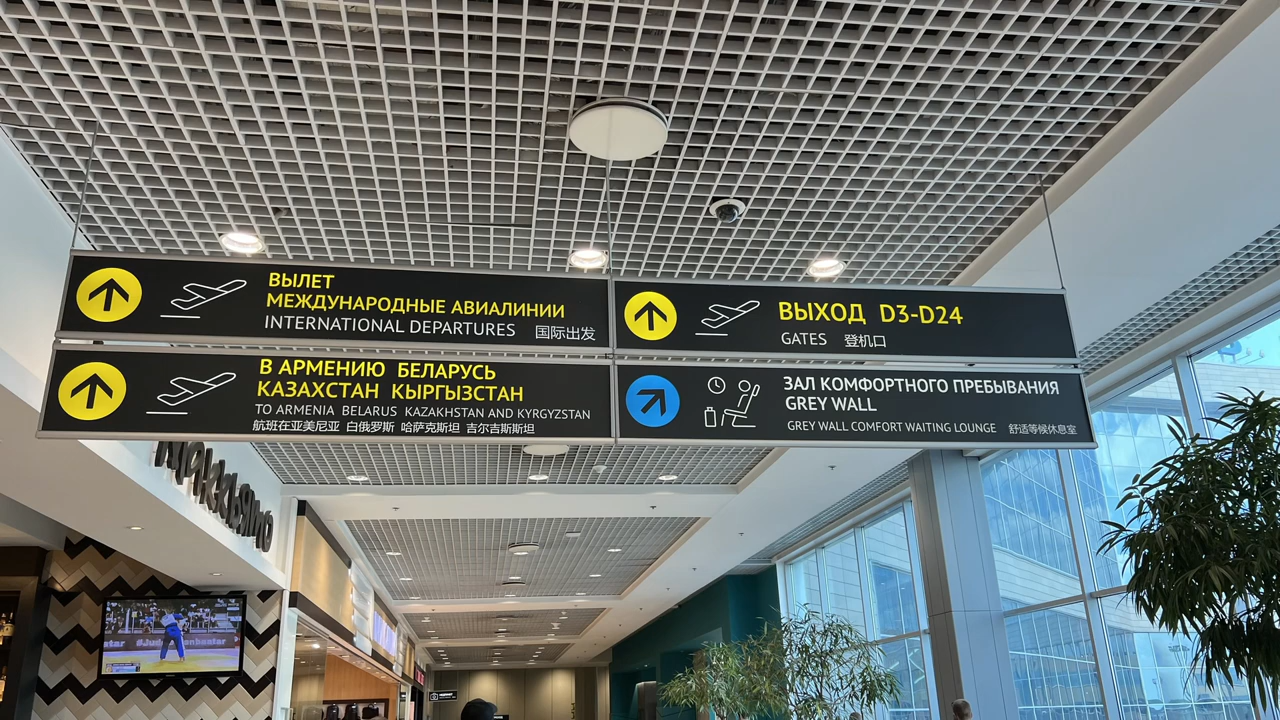 ВЫЛЕТ
МЕЖДУНАРОДНЫЕ АВИАЛИНИИ
INTERNATIONAL DEPARTURES 国际出发
ВЫХОД D3-D24
GATES 登机口
В АРМЕНИЮ БЕЛАРУСЬ
КАЗАХСТАН КЫРГЫЗСТАН
TO ARMENIA BELARUS KAZAKHSTAN AND KYRGYZSTAN
航班在亚美尼亚 白俄罗斯 哈萨克斯坦 吉尔吉斯斯坦
ЗАЛ КОМФОРТНОГО ПРЕБЫВАНИЯ
GREY WALL
GREY WALL COMFORT WAITING LOUNGE 舒适等候休息室